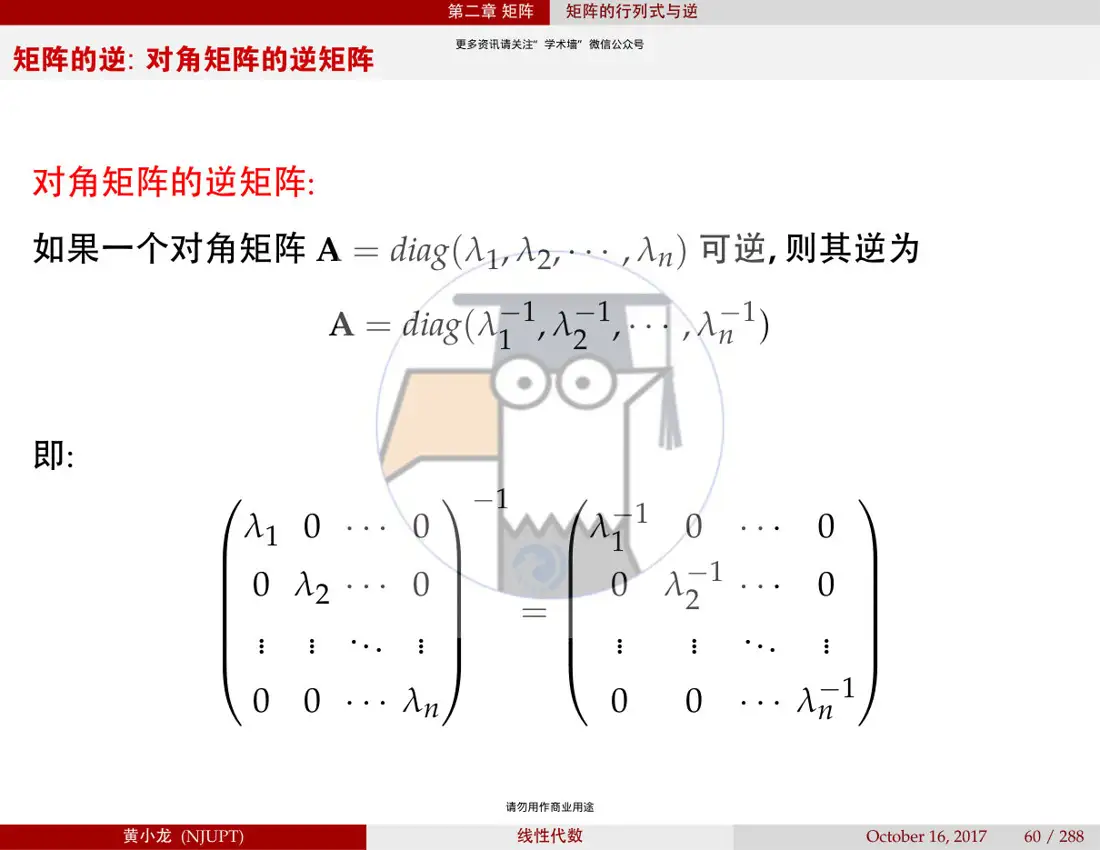 第二章 矩阵 矩阵的行列式与逆
矩阵的逆: 对角矩阵的逆矩阵
更多资讯请关注“学术墙”微信公众号
对角矩阵的逆矩阵:
如果一个对角矩阵 A = diag(λ₁, λ₂, ⋯ , λₙ) 可逆, 则其逆为
A = diag(λ₁⁻¹, λ₂⁻¹, ⋯ , λₙ⁻¹)
即:
λ₁ 0 ⋯ 0 −1 λ₁⁻¹ 0 ⋯ 0
0 λ₂ ⋯ 0 0 λ₂⁻¹ ⋯ 0
=
⋮ ⋮ ⋱ ⋮ ⋮ ⋮ ⋱ ⋮
0 0 ⋯ λₙ 0 0 ⋯ λₙ⁻¹
请勿用作商业用途
黄小龙 (NJUPT) 线性代数 October 16, 2017 60 / 288